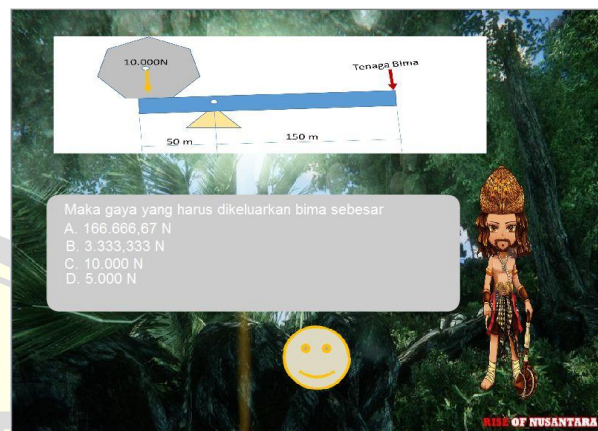 10.000N
Tenaga Bima
50 m
150 m
Maka gaya yang harus dikeluarkan bima sebesar
A. 166.666,67 N
B. 3.333,333 N
C. 10.000 N
D. 5.000 N
RISE OF NUSANTARA